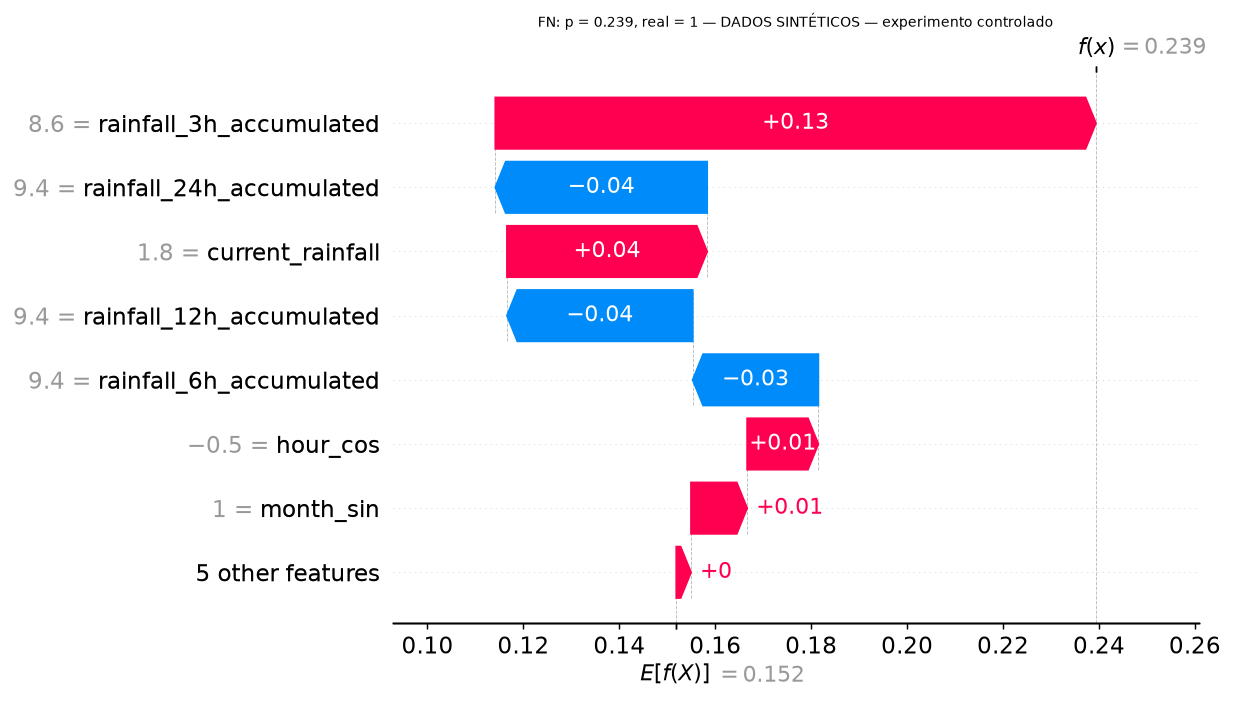 FN: p = 0.239, real = 1 — DADOS SINTÉTICOS — experimento controlado
f(x) = 0.239
8.6 = rainfall_3h_accumulated +0.13
9.4 = rainfall_24h_accumulated −0.04
1.8 = current_rainfall +0.04
9.4 = rainfall_12h_accumulated −0.04
9.4 = rainfall_6h_accumulated −0.03
−0.5 = hour_cos +0.01
1 = month_sin +0.01
5 other features +0
0.10 0.12 0.14 0.16 0.18 0.20 0.22 0.24 0.26
E[f(X)] = 0.152